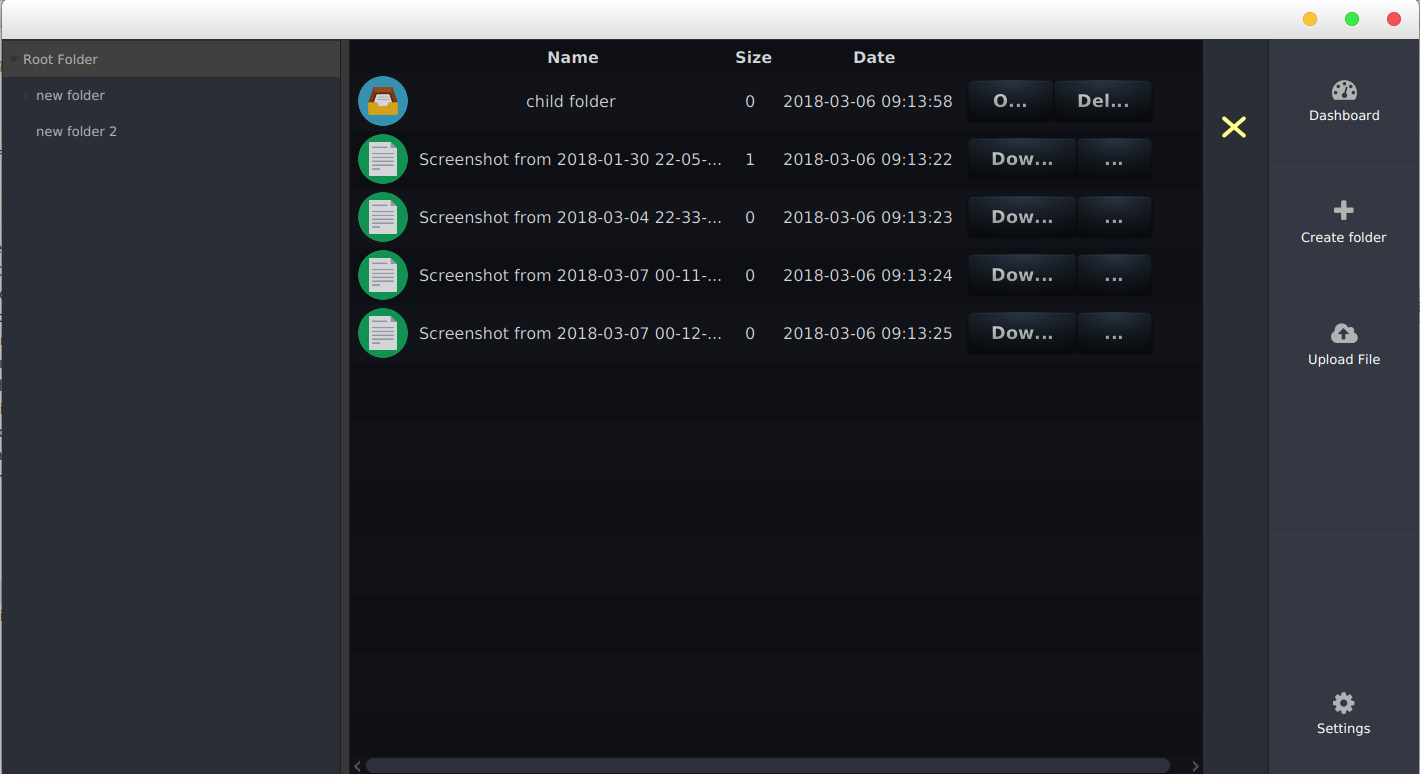 Root Folder
new folder
new folder 2
Name Size Date
child folder 0 2018-03-06 09:13:58 O... Del...
Screenshot from 2018-01-30 22-05-... 1 2018-03-06 09:13:22 Dow... ...
Screenshot from 2018-03-04 22-33-... 0 2018-03-06 09:13:23 Dow... ...
Screenshot from 2018-03-07 00-11-... 0 2018-03-06 09:13:24 Dow... ...
Screenshot from 2018-03-07 00-12-... 0 2018-03-06 09:13:25 Dow... ...
Dashboard
Create folder
Upload File
Settings